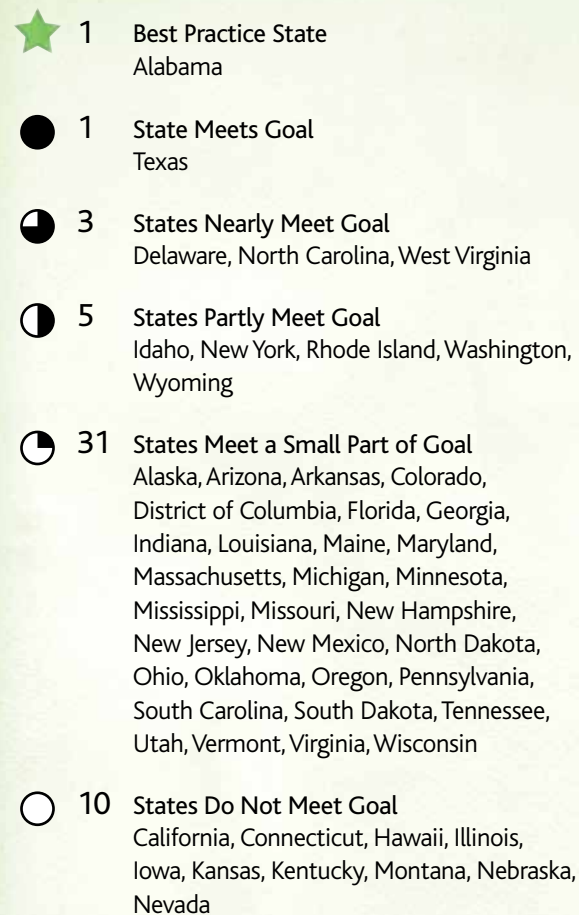 1 Best Practice State
Alabama
1 State Meets Goal
Texas
3 States Nearly Meet Goal
Delaware, North Carolina, West Virginia
5 States Partly Meet Goal
Idaho, New York, Rhode Island, Washington,
Wyoming
31 States Meet a Small Part of Goal
Alaska, Arizona, Arkansas, Colorado,
District of Columbia, Florida, Georgia,
Indiana, Louisiana, Maine, Maryland,
Massachusetts, Michigan, Minnesota,
Mississippi, Missouri, New Hampshire,
New Jersey, New Mexico, North Dakota,
Ohio, Oklahoma, Oregon, Pennsylvania,
South Carolina, South Dakota, Tennessee,
Utah, Vermont, Virginia, Wisconsin
10 States Do Not Meet Goal
California, Connecticut, Hawaii, Illinois,
Iowa, Kansas, Kentucky, Montana, Nebraska,
Nevada